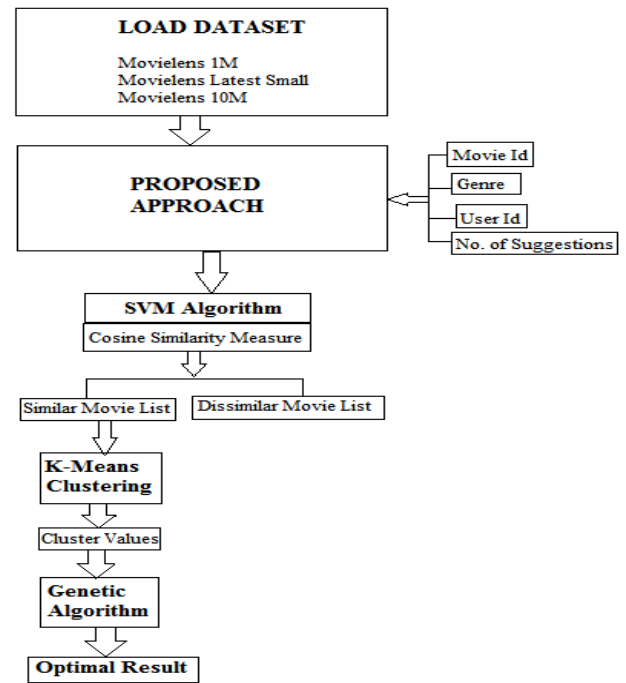 LOAD DATASET
Movielens 1M
Movielens Latest Small
Movielens 10M
PROPOSED
APPROACH
Movie Id
Genre
User Id
No. of Suggestions
SVM Algorithm
Cosine Similarity Measure
Similar Movie List
Dissimilar Movie List
K-Means
Clustering
Cluster Values
Genetic
Algorithm
Optimal Result